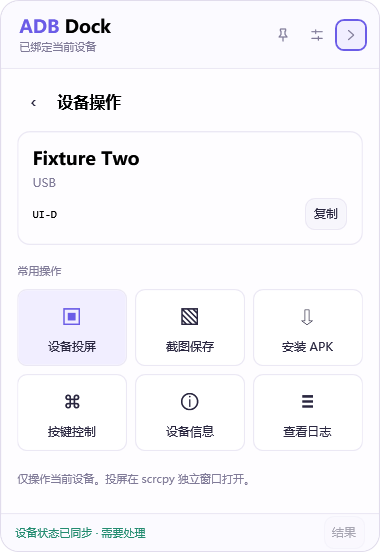 ADB Dock
已绑定当前设备
设备操作
Fixture Two
USB
UI-D
复制
常用操作
设备投屏
截图保存
安装 APK
按键控制
设备信息
查看日志
仅操作当前设备。投屏在 scrcpy 独立窗口打开。
设备状态已同步 · 需要处理
结果